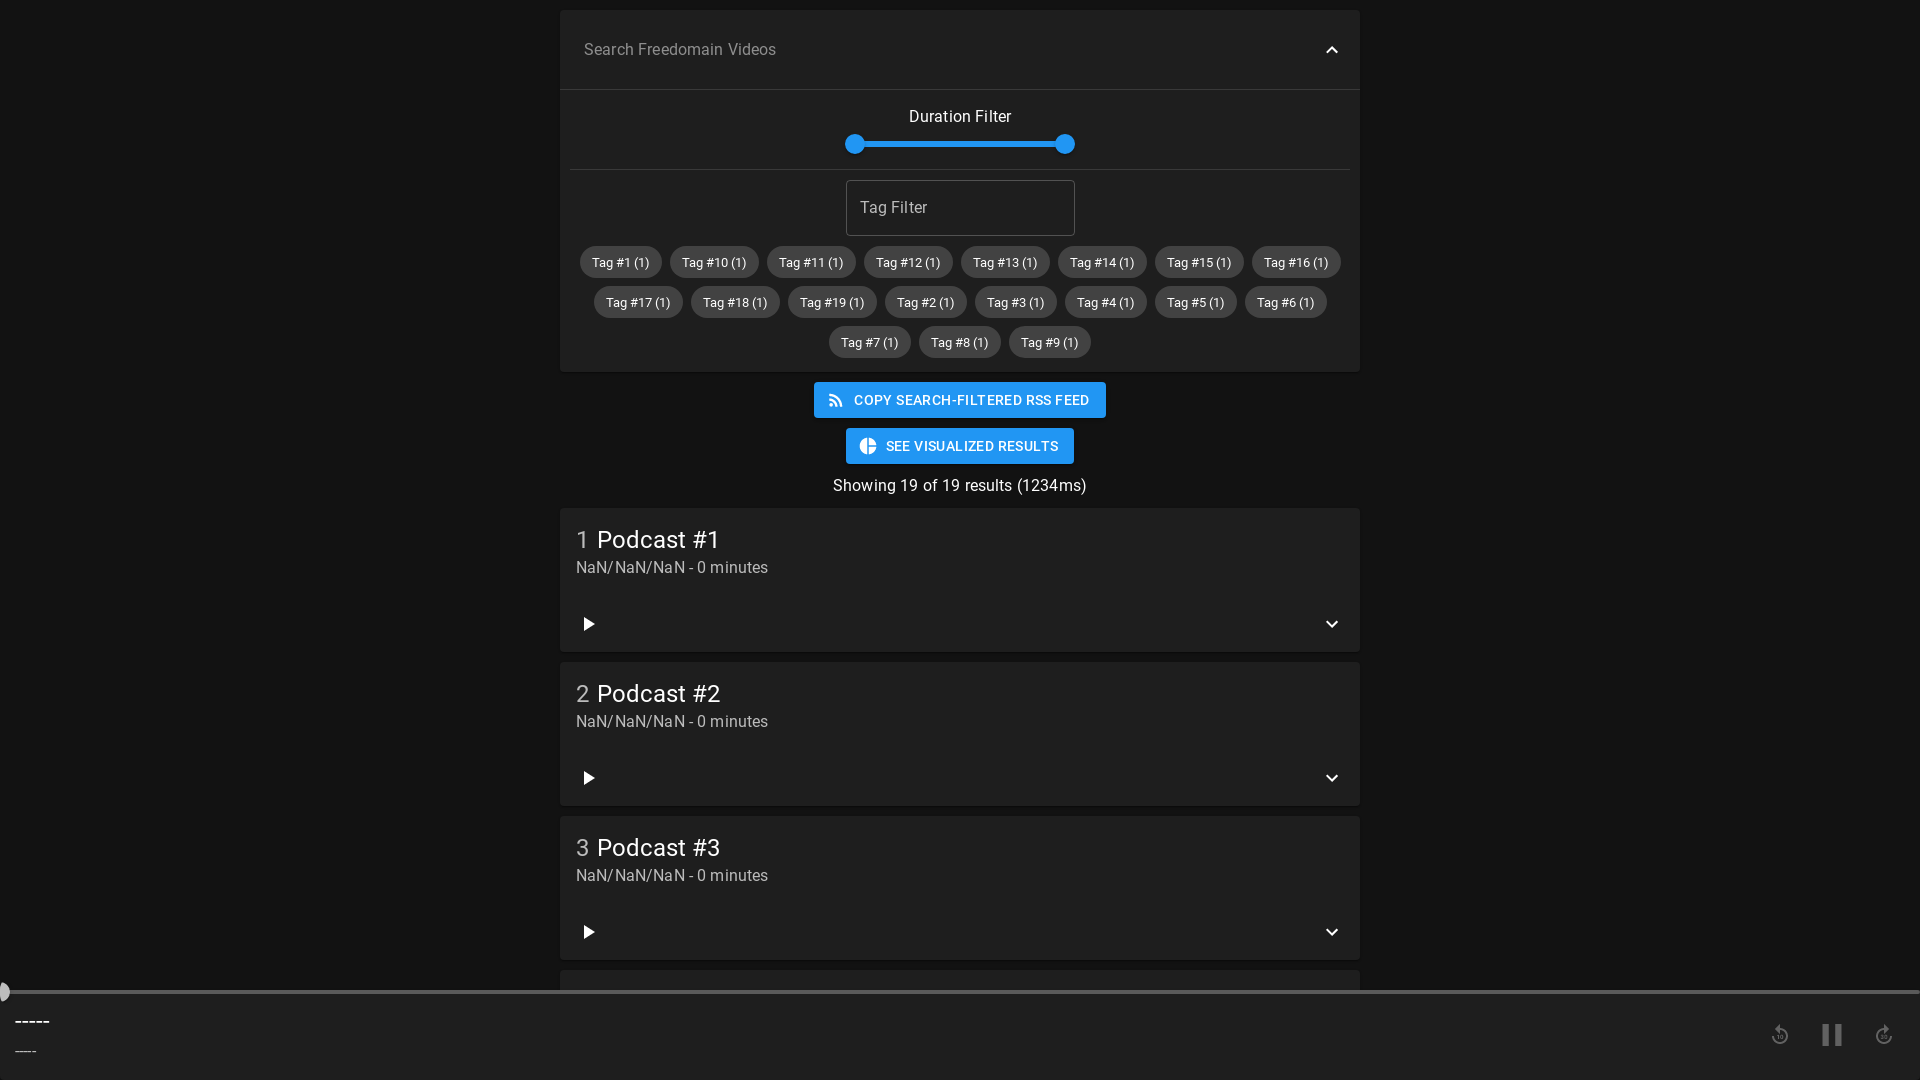 Search Freedomain Videos
Duration Filter
Tag Filter
Tag #1 (1) Tag #10 (1) Tag #11 (1) Tag #12 (1) Tag #13 (1) Tag #14 (1) Tag #15 (1) Tag #16 (1)
Tag #17 (1) Tag #18 (1) Tag #19 (1) Tag #2 (1) Tag #3 (1) Tag #4 (1) Tag #5 (1) Tag #6 (1)
Tag #7 (1) Tag #8 (1) Tag #9 (1)
COPY SEARCH-FILTERED RSS FEED
SEE VISUALIZED RESULTS
Showing 19 of 19 results (1234ms)
1 Podcast #1
NaN/NaN/NaN - 0 minutes
2 Podcast #2
NaN/NaN/NaN - 0 minutes
3 Podcast #3
NaN/NaN/NaN - 0 minutes
-----
-----